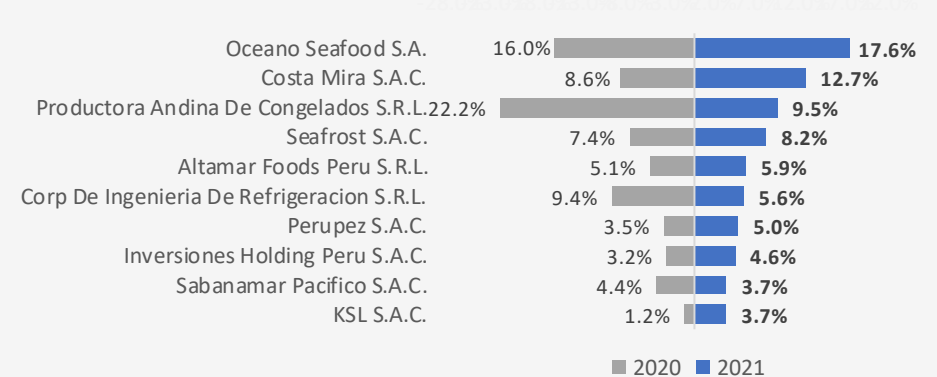 Oceano Seafood S.A. 16.0% 17.6%
Costa Mira S.A.C. 8.6% 12.7%
Productora Andina De Congelados S.R.L. 22.2% 9.5%
Seafrost S.A.C. 7.4% 8.2%
Altamar Foods Peru S.R.L. 5.1% 5.9%
Corp De Ingenieria De Refrigeracion S.R.L. 9.4% 5.6%
Perupez S.A.C. 3.5% 5.0%
Inversiones Holding Peru S.A.C. 3.2% 4.6%
Sabanamar Pacifico S.A.C. 4.4% 3.7%
KSL S.A.C. 1.2% 3.7%
2020 2021